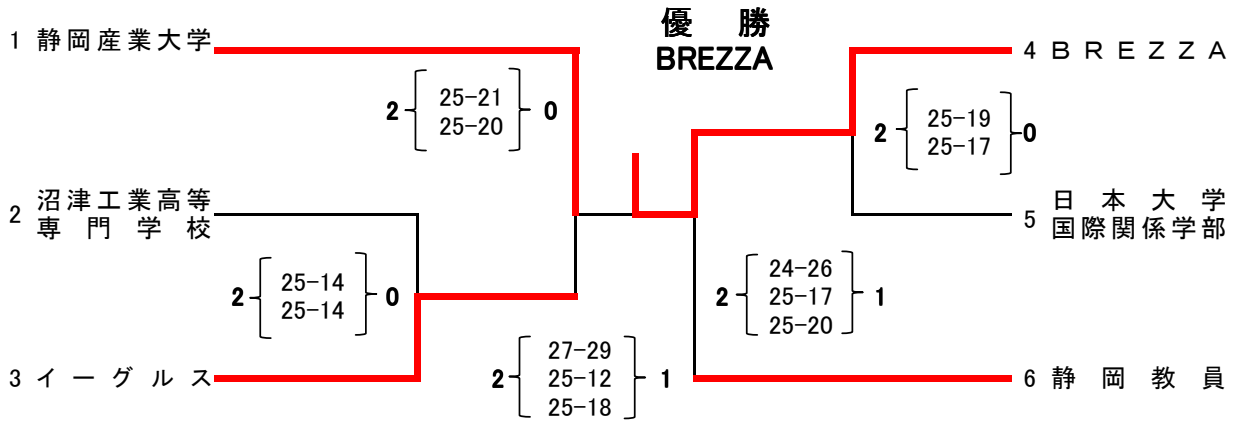 優 勝
BREZZA
1 静岡産業大学
4 BREZZA
2 25-21 0
25-20
2 25-19 0
25-17
2 沼津工業高等
専門学校
5 日本大学
国際関係学部
2 25-14 0
25-14
24-26
2 25-17 1
25-20
3 イーグルス
27-29
2 25-12 1
25-18
6 静岡教員